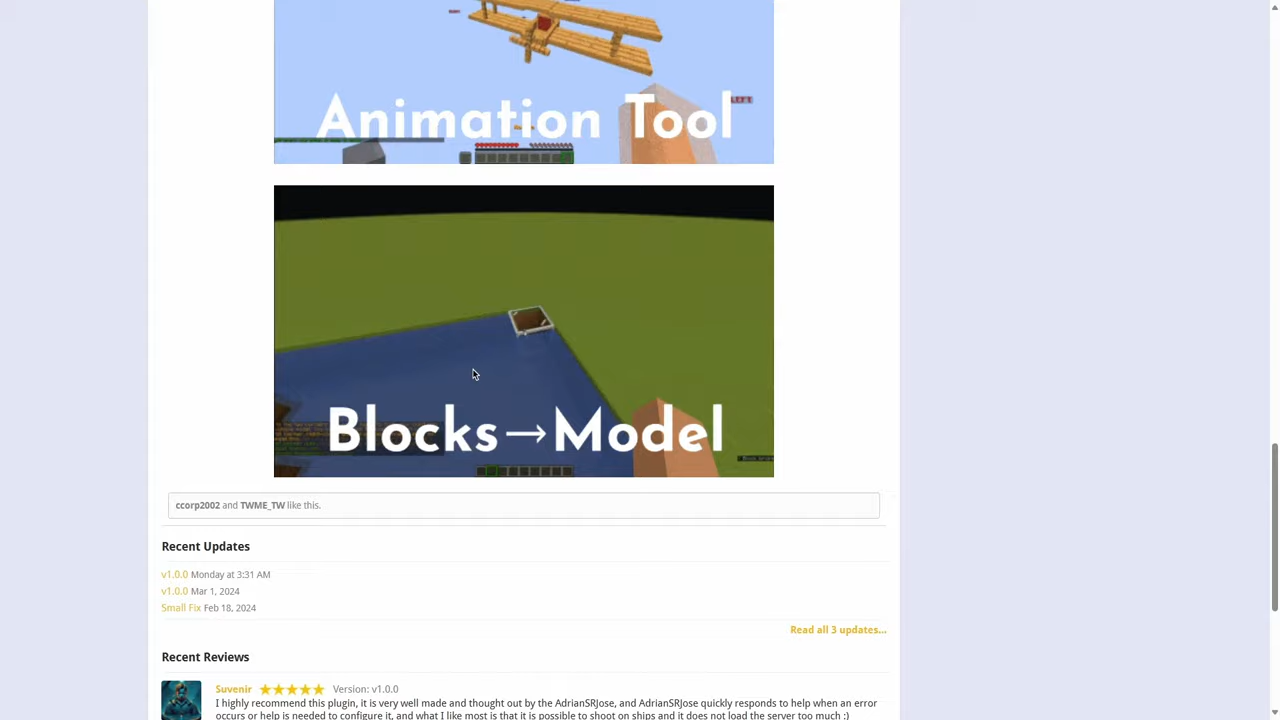 Animation Tool
Blocks→Model
ccorp2002 and TWME_TW like this.
Recent Updates
v1.0.0 Monday at 3:31 AM
v1.0.0 Mar 1, 2024
Small Fix Feb 18, 2024
Read all 3 updates...
Recent Reviews
Suvenir Version: v1.0.0
I highly recommend this plugin, it is very well made and thought out by the AdrianSRJose, and AdrianSRJose quickly responds to help when an error
occurs or help is needed to configure it, and what I like most is that it is possible to shoot on ships and it does not load the server too much :)